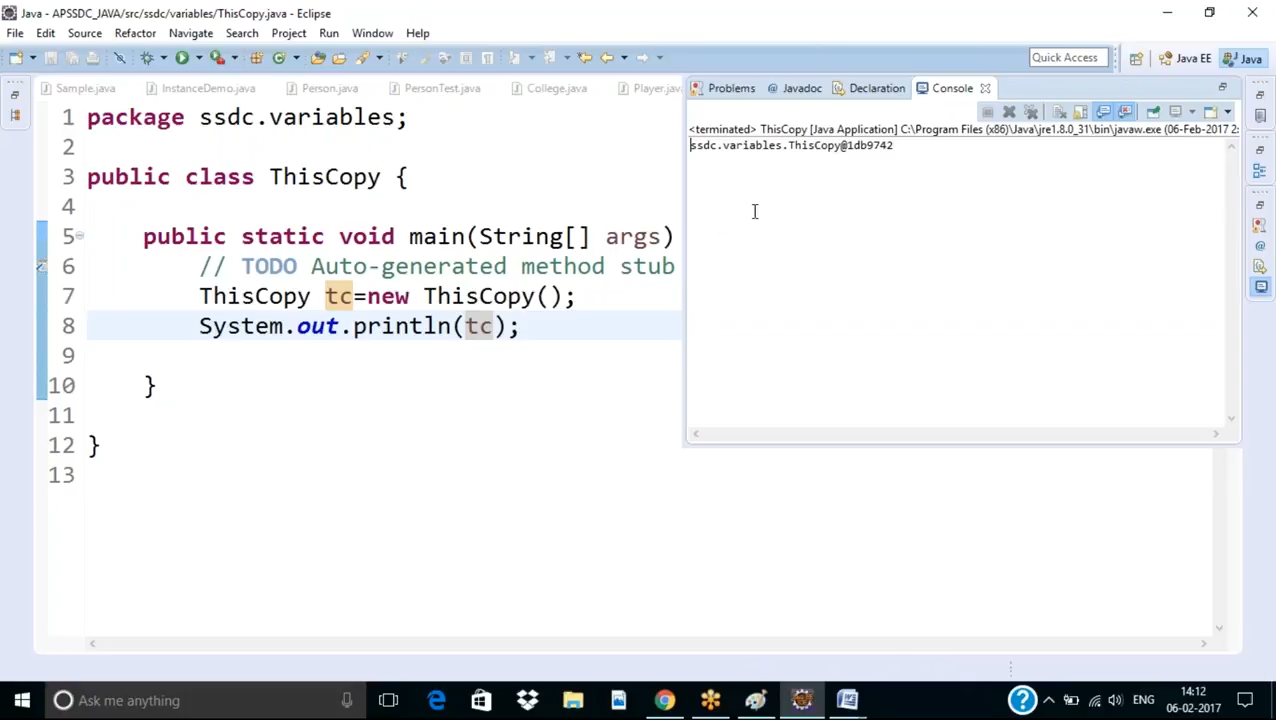 Java - APSSDC_JAVA/src/ssdc/variables/ThisCopy.java - Eclipse
File Edit Source Refactor Navigate Search Project Run Window Help
Quick Access
Java EE
Java
Sample.java
InstanceDemo.java
Person.java
PersonTest.java
College.java
Player.java
Problems
@ Javadoc
Declaration
Console
<terminated> ThisCopy [Java Application] C:\Program Files (x86)\Java\jre1.8.0_31\bin\javaw.exe (06-Feb-2017 2:
ssdc.variables.ThisCopy@1db9742
1 package ssdc.variables;
2
3 public class ThisCopy {
4
5 public static void main(String[] args)
6 // TODO Auto-generated method stub
7 ThisCopy tc=new ThisCopy();
8 System.out.println(tc);
9
10 }
11
12 }
13
Ask me anything
ENG
14:12
06-02-2017